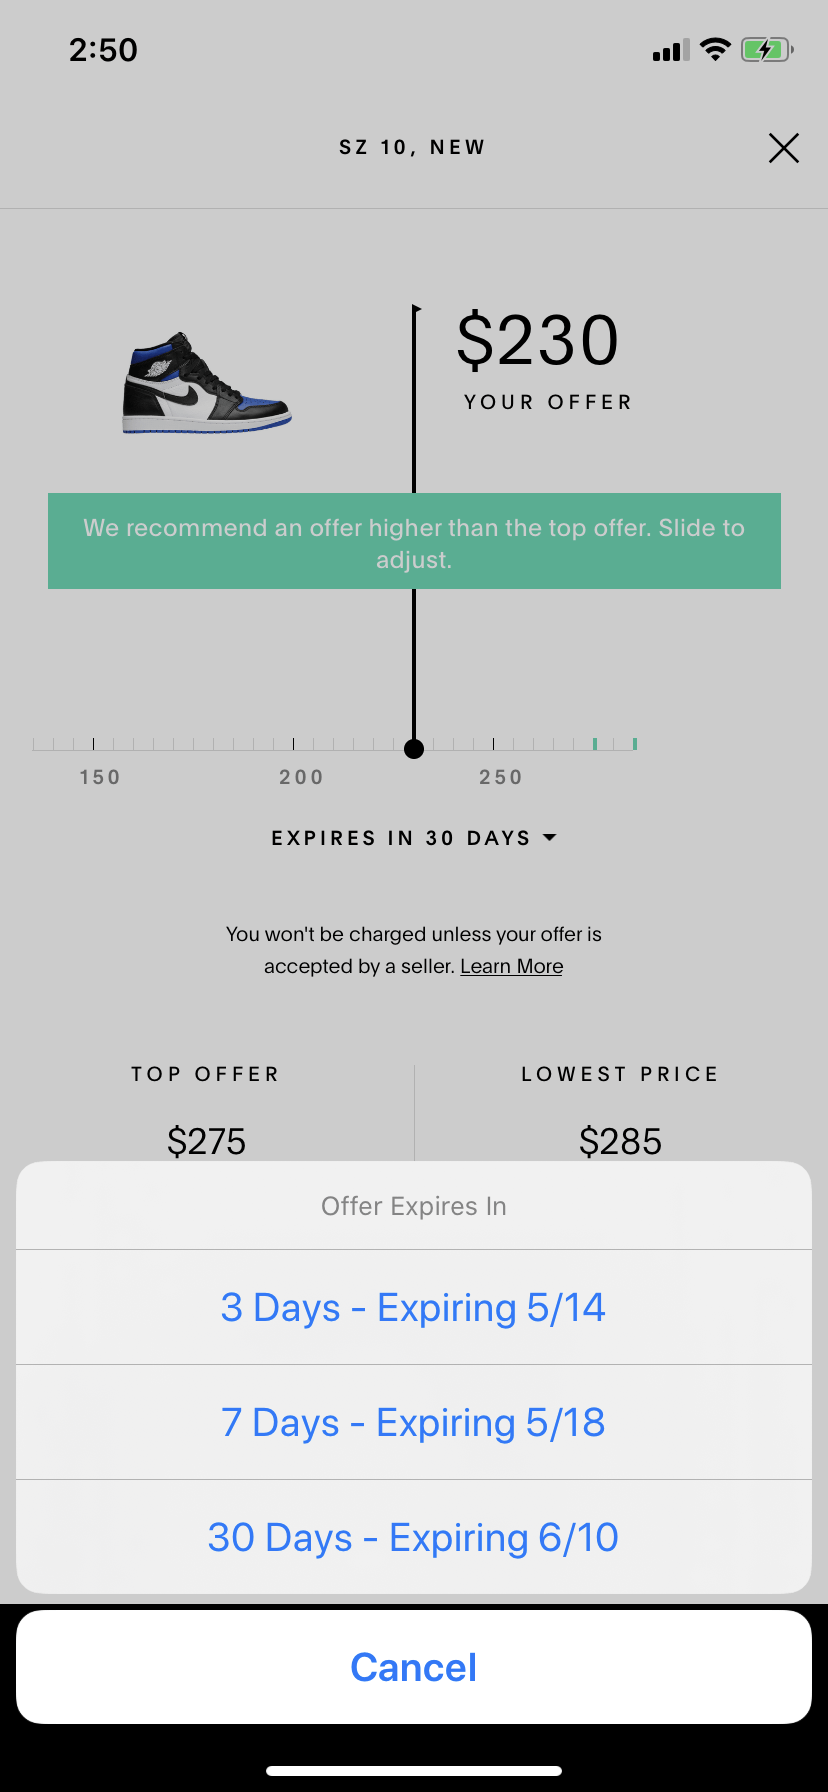 2:50
SZ 10, NEW
$230
YOUR OFFER
We recommend an offer higher than the top offer. Slide to
adjust.
150 200 250
EXPIRES IN 30 DAYS
You won't be charged unless your offer is
accepted by a seller. Learn More
TOP OFFER LOWEST PRICE
$275 $285
Offer Expires In
3 Days - Expiring 5/14
7 Days - Expiring 5/18
30 Days - Expiring 6/10
Cancel